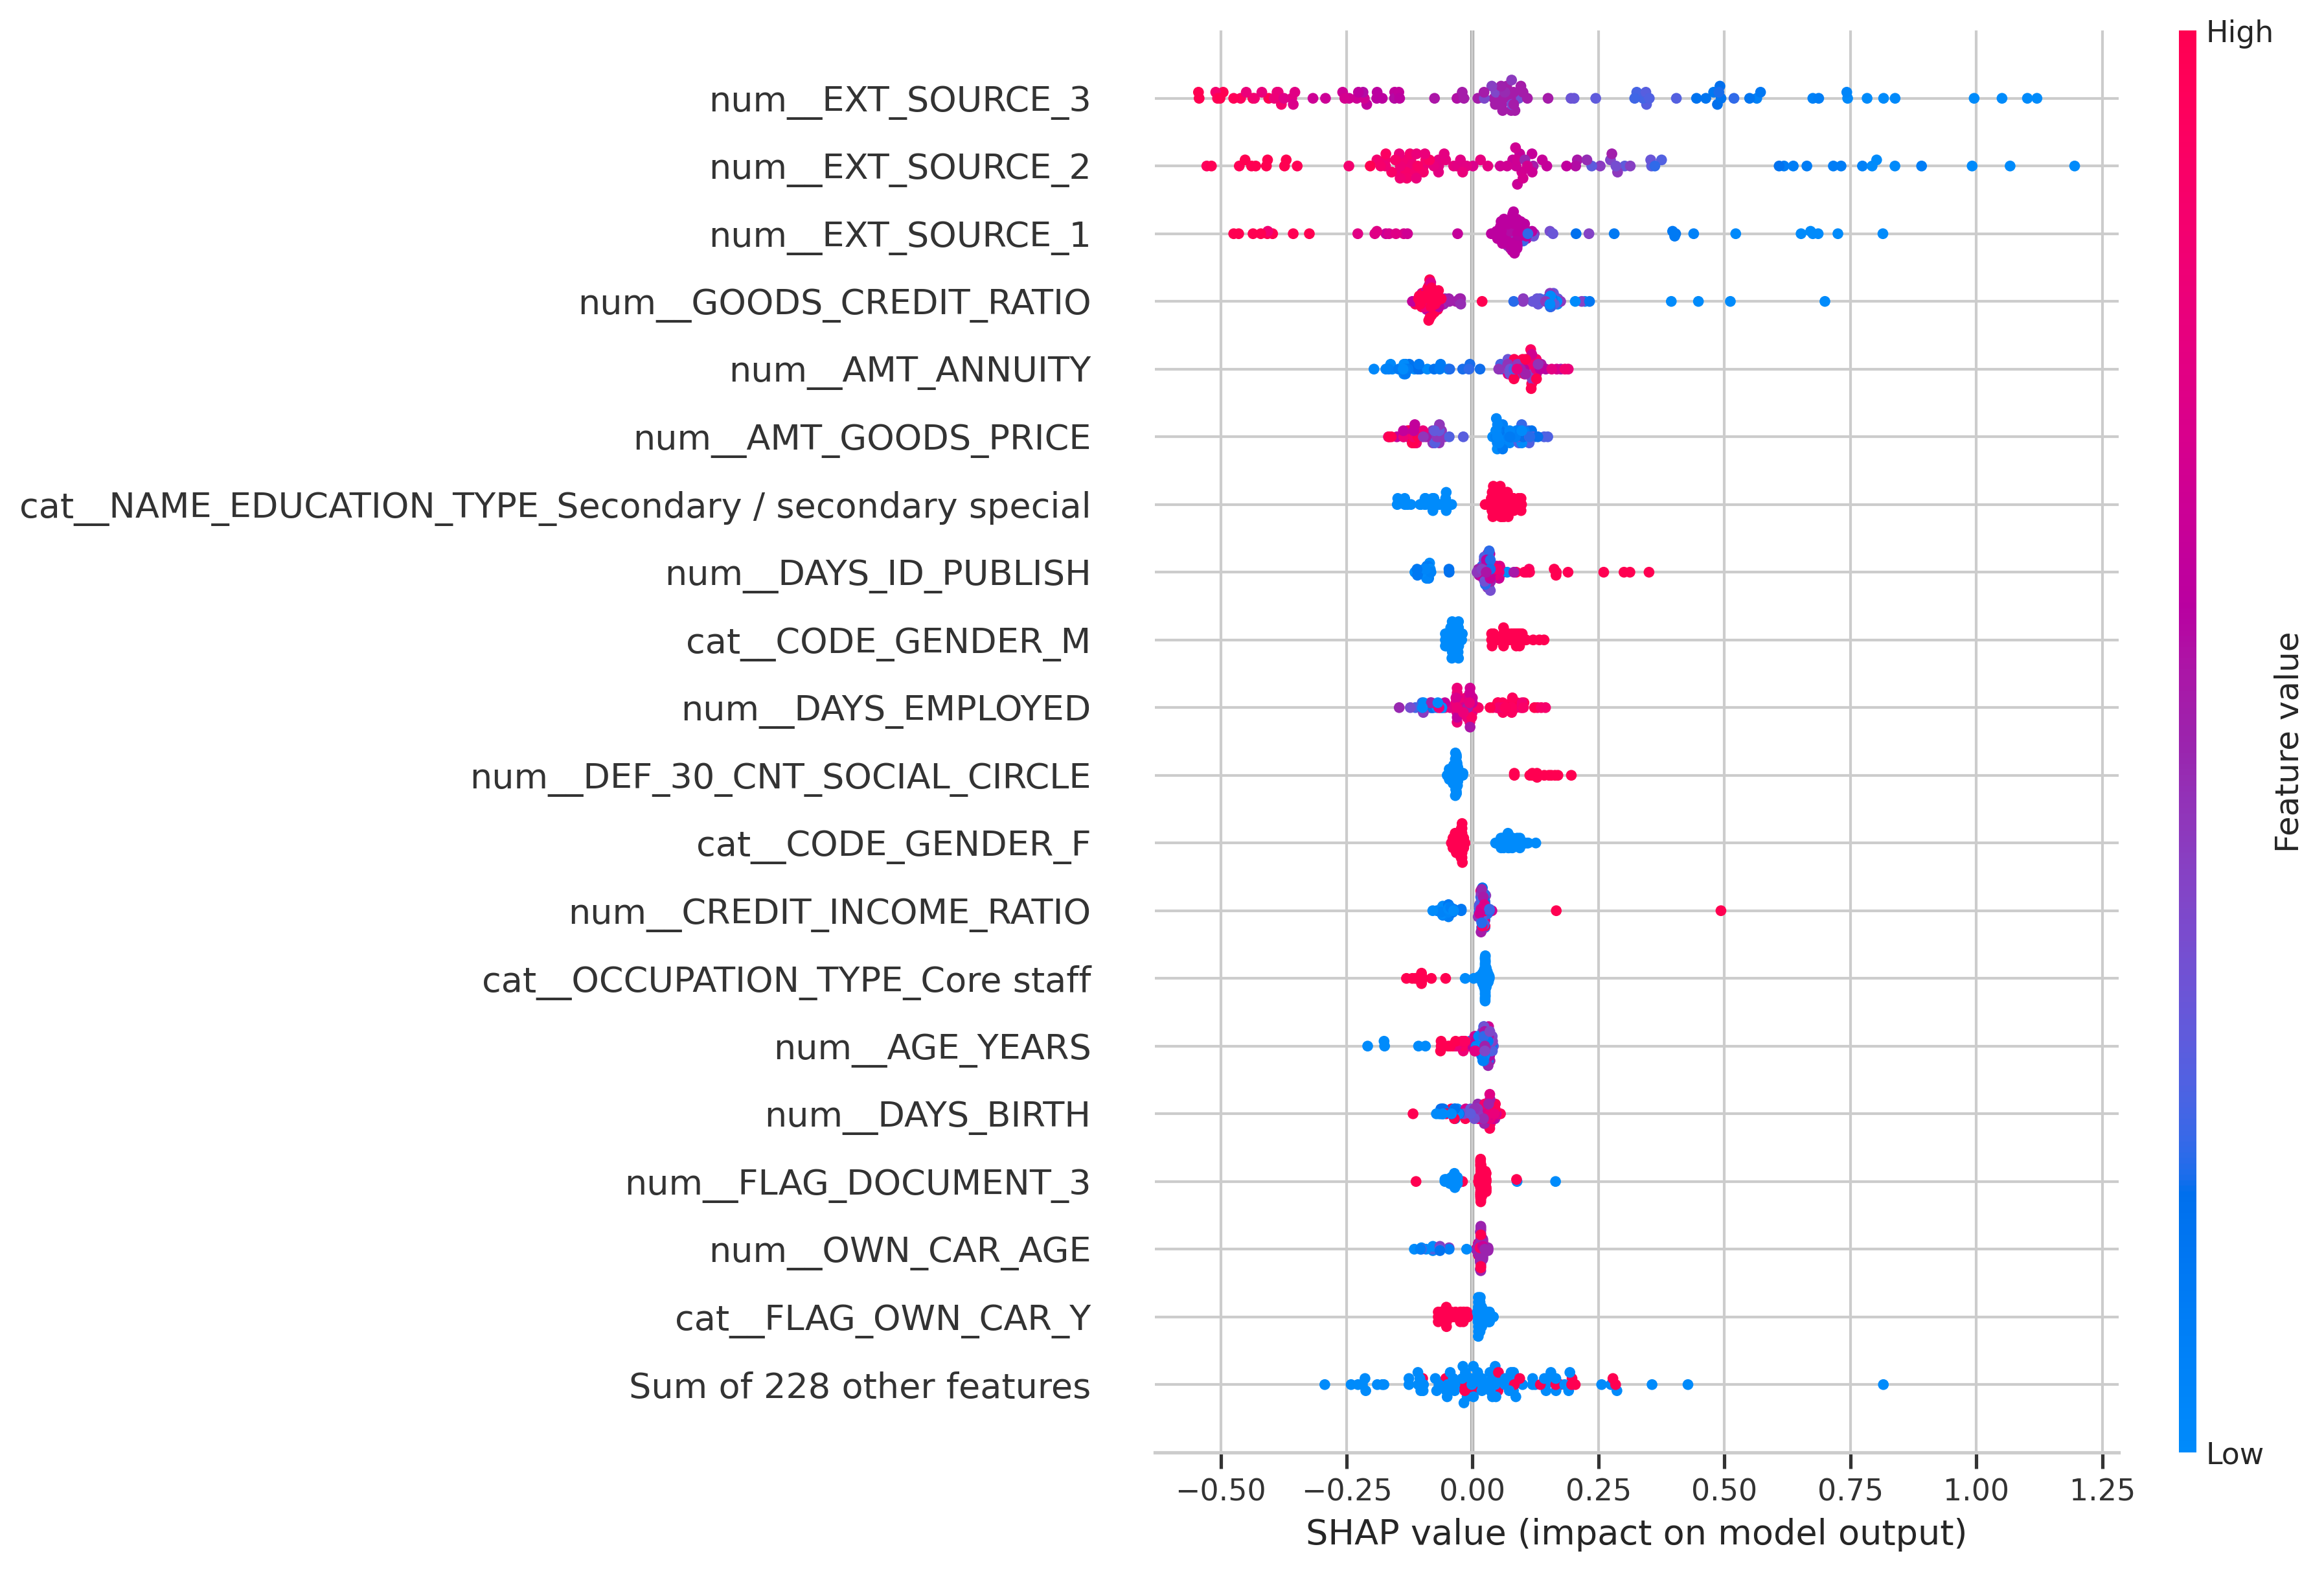 High
num__EXT_SOURCE_3
num__EXT_SOURCE_2
num__EXT_SOURCE_1
num__GOODS_CREDIT_RATIO
num__AMT_ANNUITY
num__AMT_GOODS_PRICE
cat__NAME_EDUCATION_TYPE_Secondary / secondary special
num__DAYS_ID_PUBLISH
cat__CODE_GENDER_M
num__DAYS_EMPLOYED
num__DEF_30_CNT_SOCIAL_CIRCLE
cat__CODE_GENDER_F
num__CREDIT_INCOME_RATIO
cat__OCCUPATION_TYPE_Core staff
num__AGE_YEARS
num__DAYS_BIRTH
num__FLAG_DOCUMENT_3
num__OWN_CAR_AGE
cat__FLAG_OWN_CAR_Y
Sum of 228 other features
Feature value
Low
−0.50 −0.25 0.00 0.25 0.50 0.75 1.00 1.25
SHAP value (impact on model output)